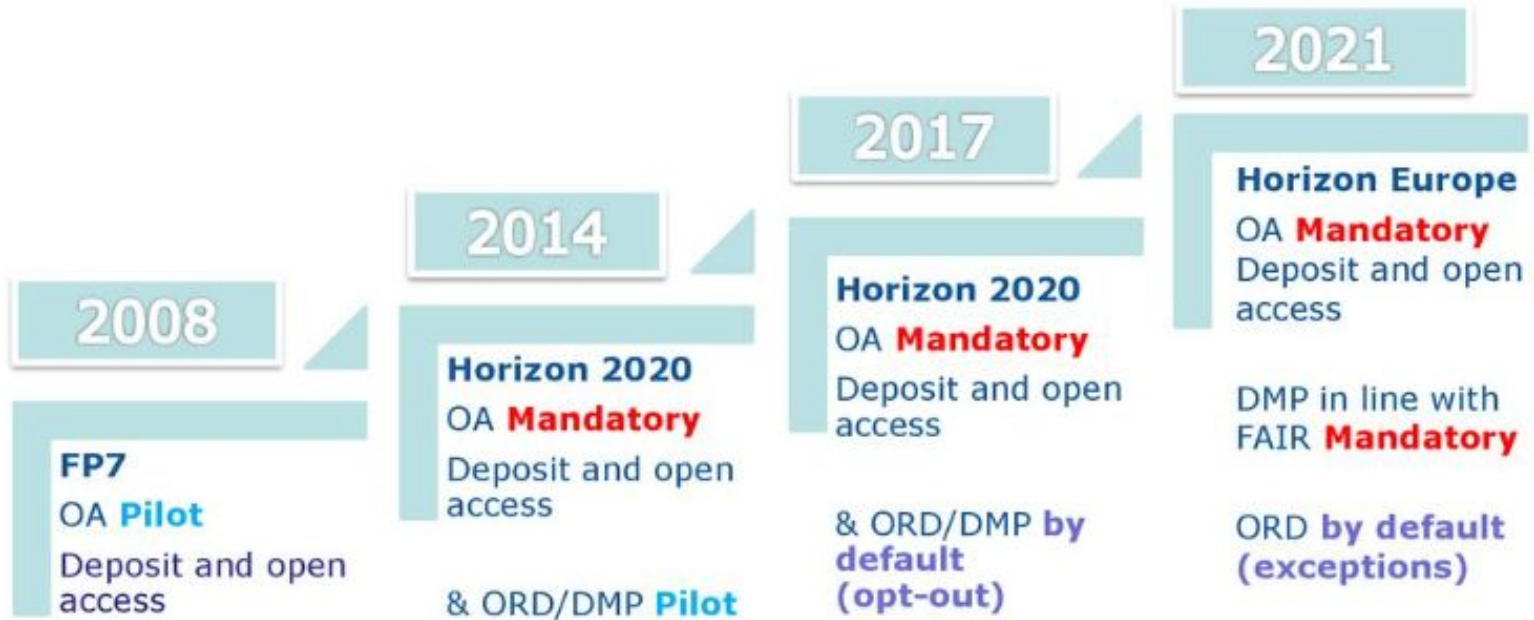 2008
FP7
OA Pilot
Deposit and open
access
2014
Horizon 2020
OA Mandatory
Deposit and open
access
& ORD/DMP Pilot
2017
Horizon 2020
OA Mandatory
Deposit and open
access
& ORD/DMP by
default
(opt-out)
2021
Horizon Europe
OA Mandatory
Deposit and open
access
DMP in line with
FAIR Mandatory
ORD by default
(exceptions)